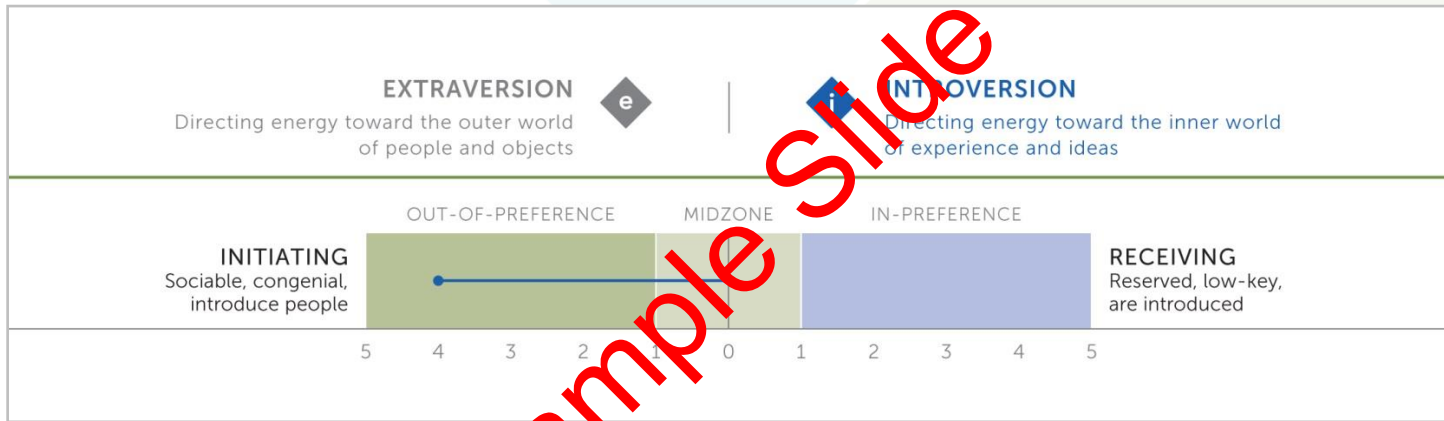 EXTRAVERSION
e
Directing energy toward the outer world
of people and objects
i
INTROVERSION
Directing energy toward the inner world
of experience and ideas
OUT-OF-PREFERENCE MIDZONE IN-PREFERENCE
INITIATING
Sociable, congenial,
introduce people
RECEIVING
Reserved, low-key,
are introduced
5 4 3 2 1 0 1 2 3 4 5
mple Slide